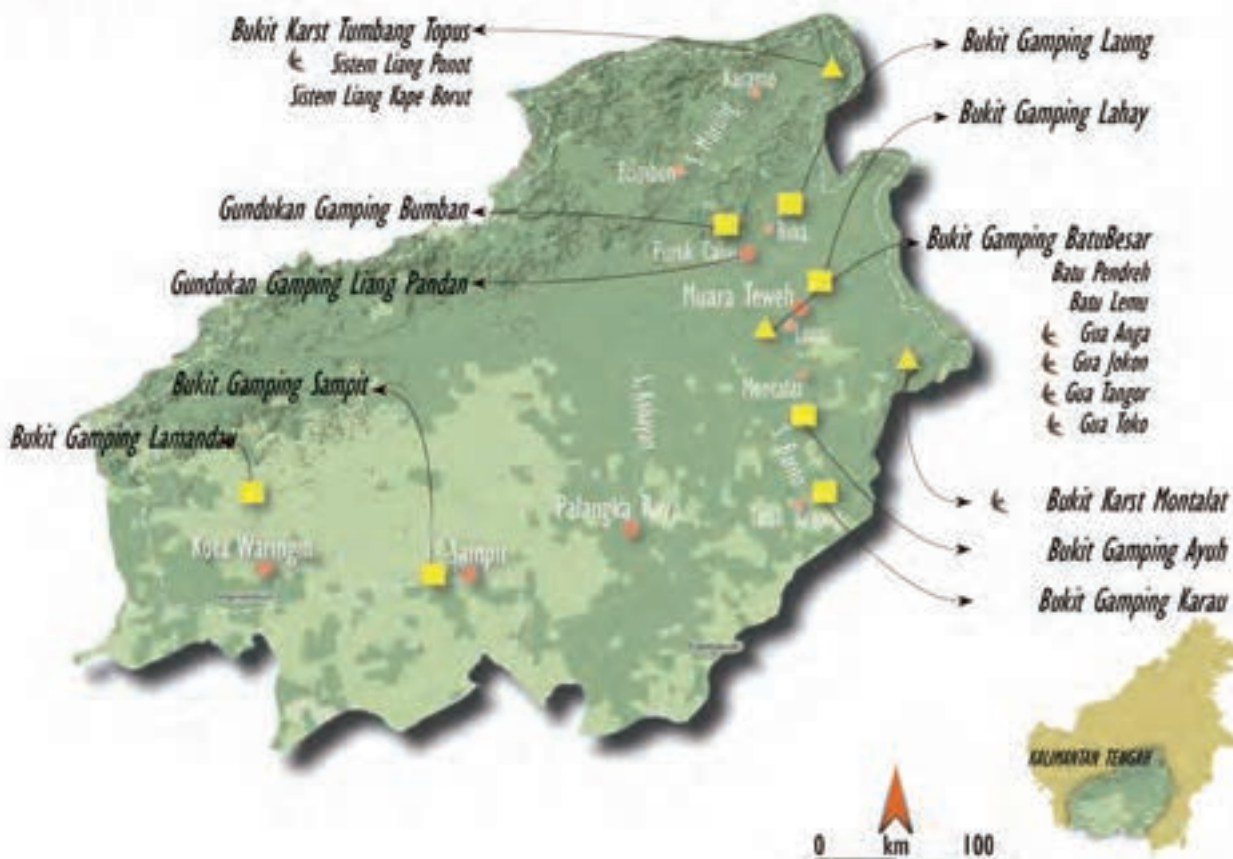 Bukit Karst Tumbang Topus
Sistem Liang Ponot
Sistem Liang Kape Borut
Bukit Gamping Laung
Bukit Gamping Lahay
Gundukan Gamping Bumban
Gundukan Gamping Liang Pandan
Bukit Gamping BatuBesar
Batu Pendreh
Batu Lemu
Gua Anga
Gua Jokon
Gua Tangor
Gua Toko
Muara Teweh
Bukit Gamping Sampit
Bukit Gamping Lamandau
Palangka Raya
Kota Waringin
Sampit
S. Barito
Bukit Karst Montalat
Bukit Gamping Ayuh
Bukit Gamping Karau
KALIMANTAN TENGAH
0 km 100